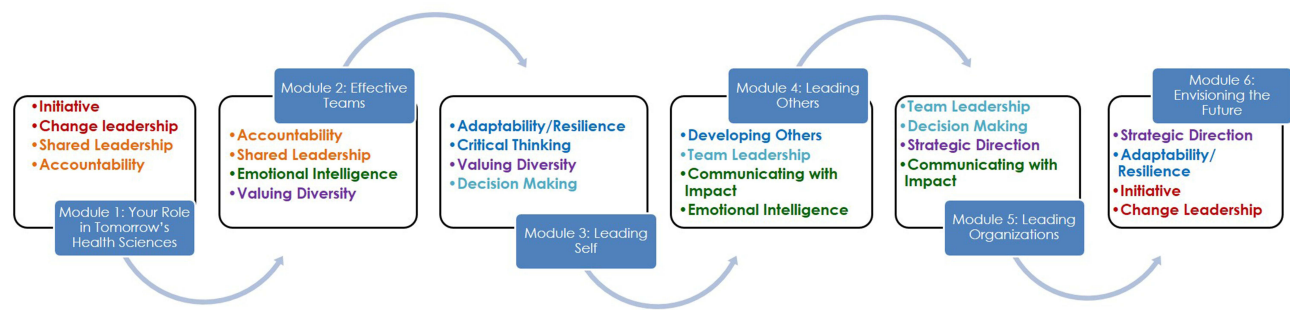 •Initiative
•Change leadership
•Shared Leadership
•Accountability
Module 1: Your Role
in Tomorrow's
Health Sciences
Module 2: Effective
Teams
•Accountability
•Shared Leadership
•Emotional Intelligence
•Valuing Diversity
•Adaptability/Resilience
•Critical Thinking
•Valuing Diversity
•Decision Making
Module 3: Leading
Self
Module 4: Leading
Others
•Developing Others
•Team Leadership
•Communicating with
Impact
•Emotional Intelligence
•Team Leadership
•Decision Making
•Strategic Direction
•Communicating with
Impact
Module 5: Leading
Organizations
Module 6:
Envisioning the
Future
•Strategic Direction
•Adaptability/
Resilience
•Initiative
•Change Leadership